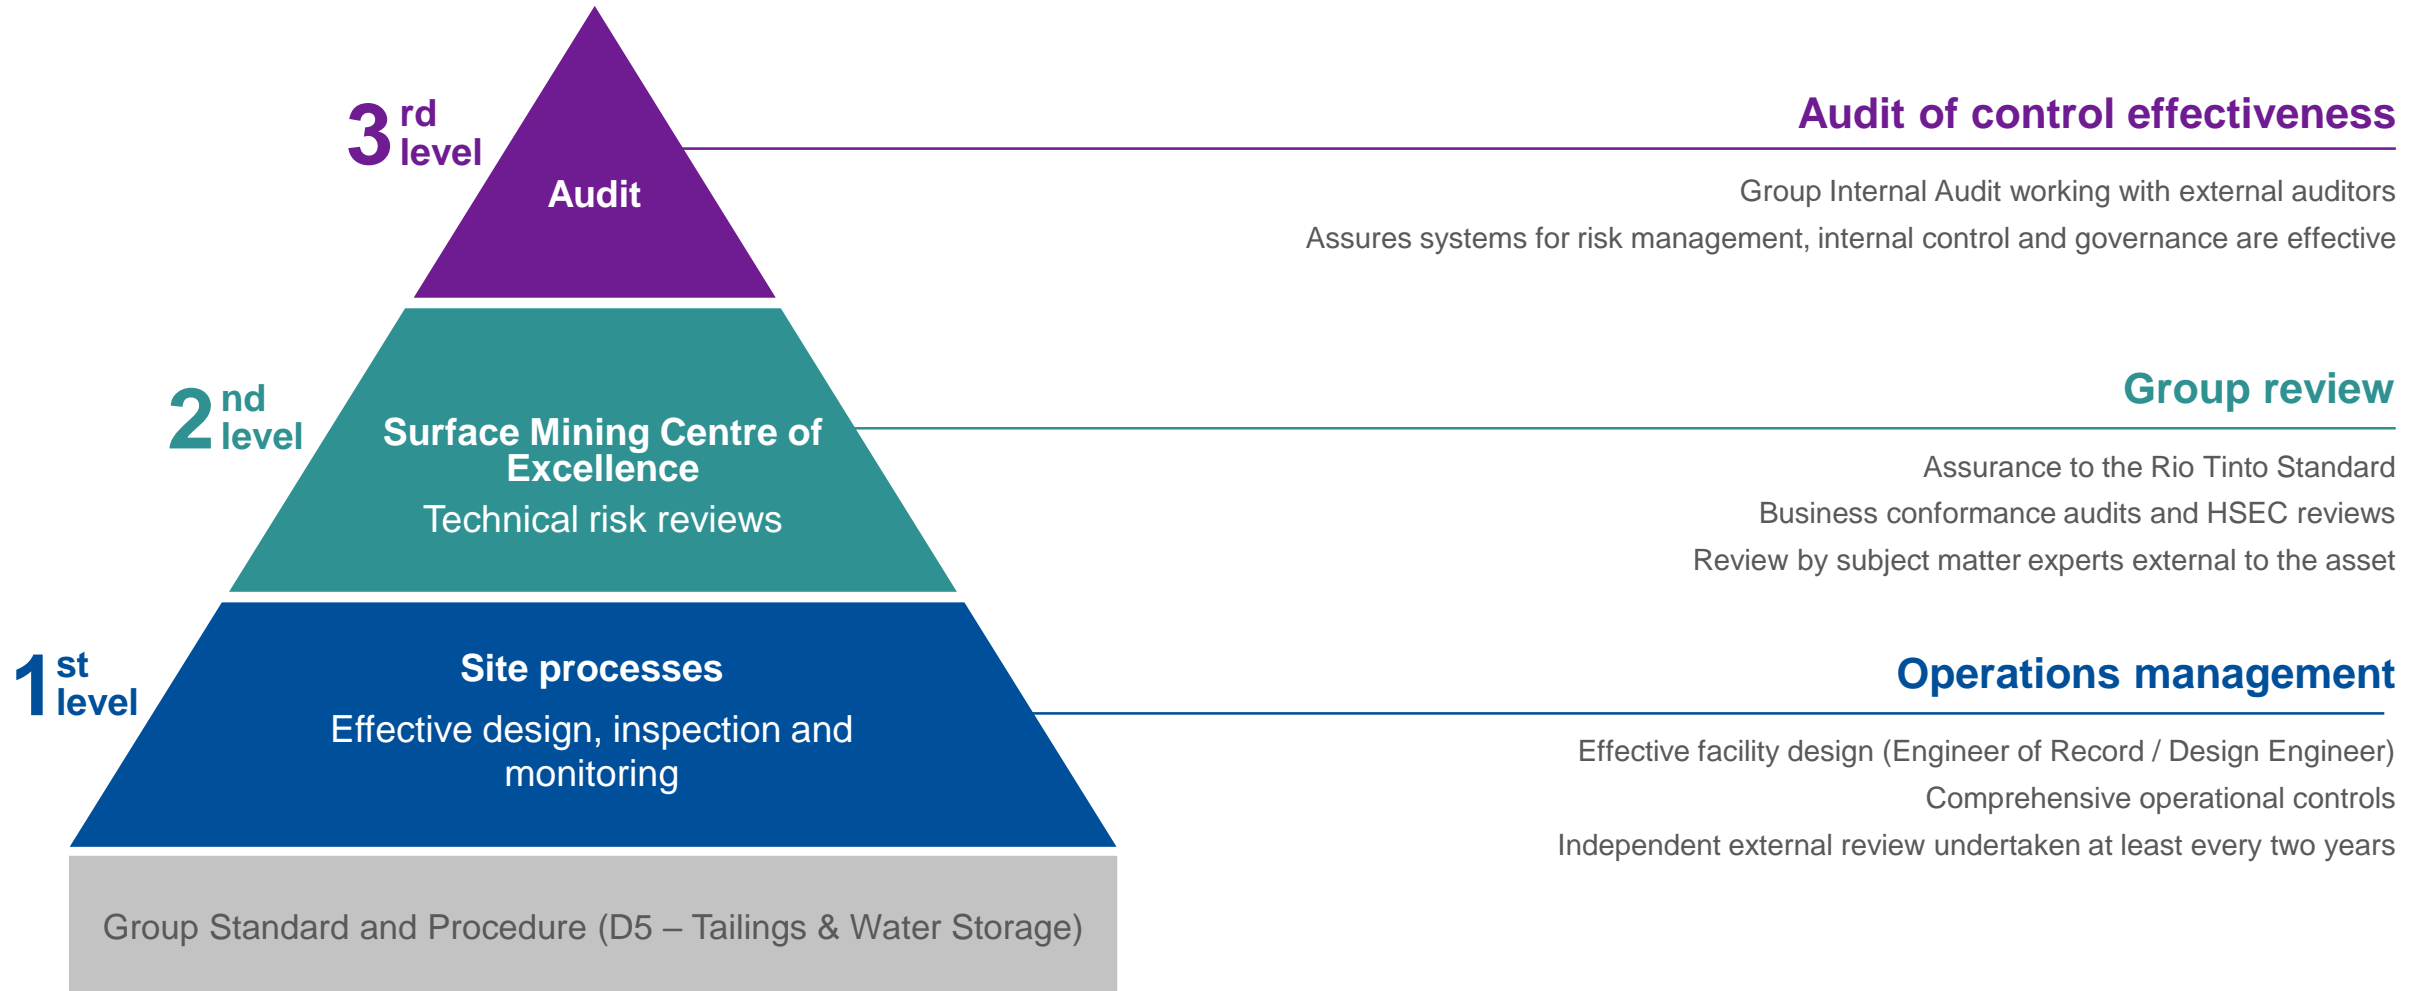 3rd
level
Audit
Audit of control effectiveness
Group Internal Audit working with external auditors
Assures systems for risk management, internal control and governance are effective
2nd
level
Surface Mining Centre of
Excellence
Technical risk reviews
Group review
Assurance to the Rio Tinto Standard
Business conformance audits and HSEC reviews
Review by subject matter experts external to the asset
1st
level
Site processes
Effective design, inspection and
monitoring
Operations management
Effective facility design (Engineer of Record / Design Engineer)
Comprehensive operational controls
Independent external review undertaken at least every two years
Group Standard and Procedure (D5 – Tailings & Water Storage)